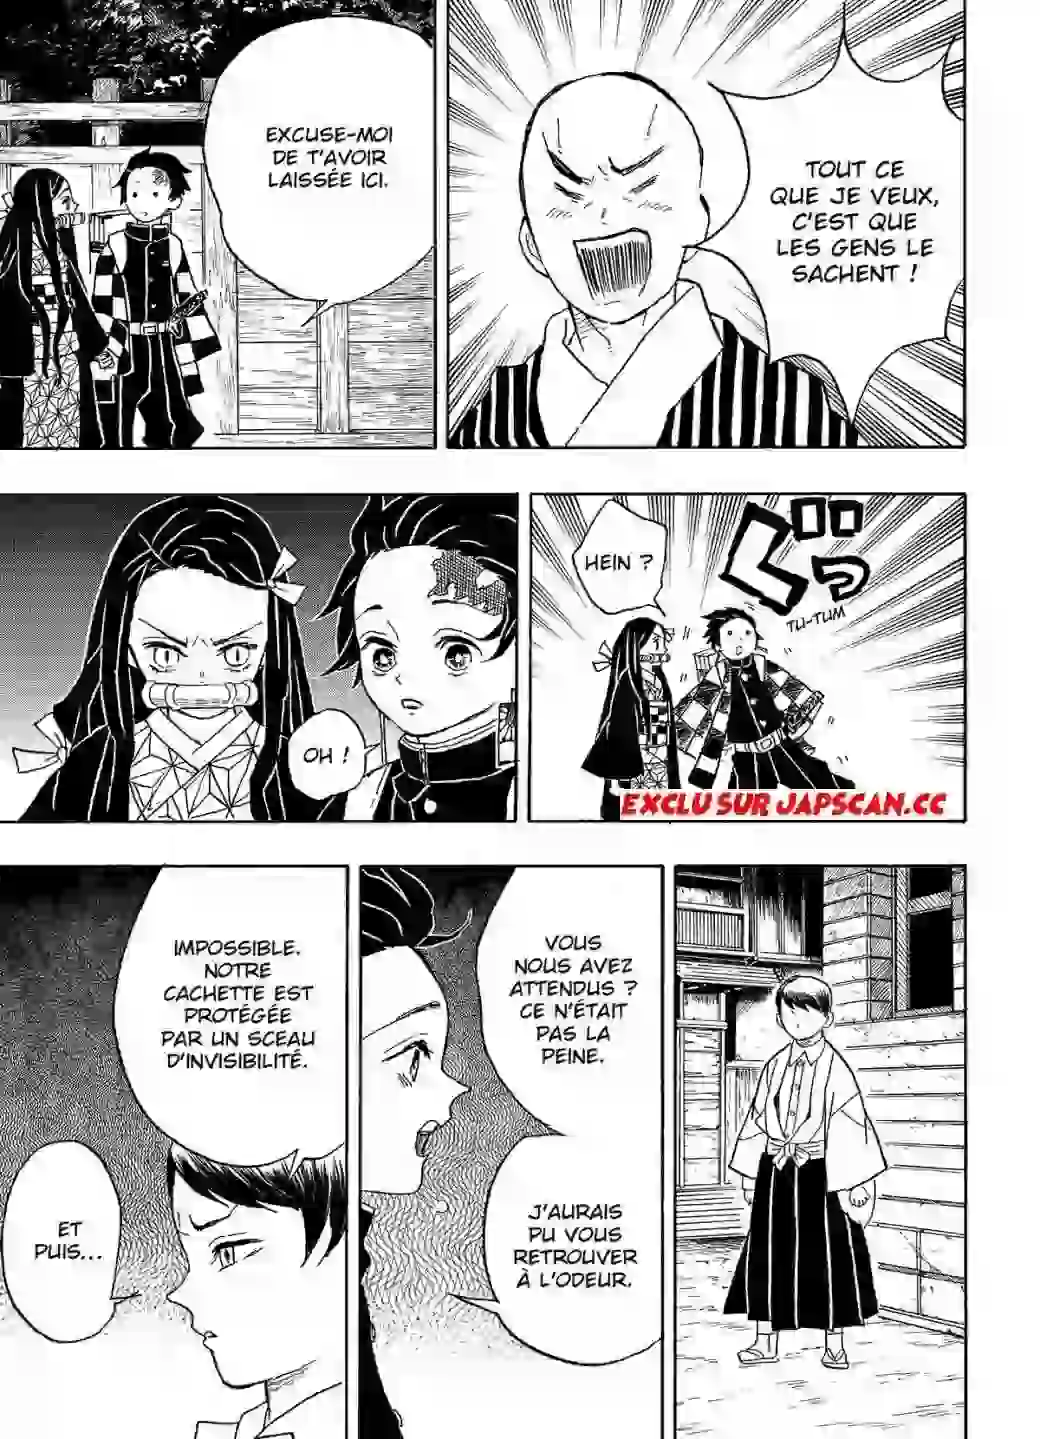 TOUT CE
QUE JE VEUX,
C'EST QUE
LES GENS LE
SACHENT !
EXCUSE-MOI
DE T'AVOIR
LAISSÉE ICI.
HEIN ?
グッ
TU-TUM
EXCLU SUR JAPSCAN.CC
OH !
VOUS
NOUS AVEZ
ATTENDUS ?
CE N'ÉTAIT
PAS LA
PEINE.
J'AURAIS
PU VOUS
RETROUVER
À L'ODEUR.
IMPOSSIBLE.
NOTRE
CACHETTE EST
PROTÉGÉE
PAR UN SCEAU
D'INVISIBILITÉ.
ET
PUIS...